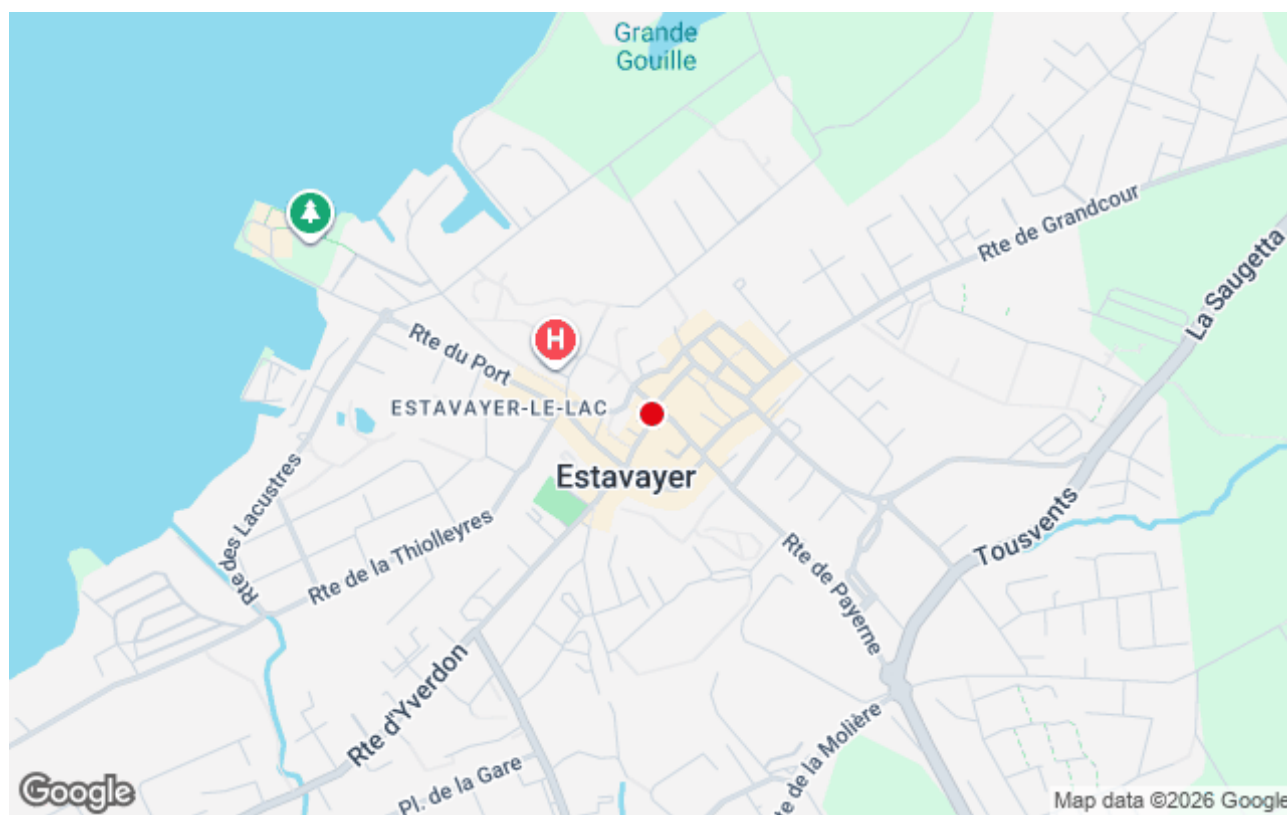 Grande
Gouille
Rte de Grandcour
La Saugetta
H
Rte du Port
ESTAVAYER-LE-LAC
Estavayer
Rte des Lacustres
Rte de la Thiolleyres
Tousvents
Rte de Payerne
Rte d'Yverdon
te de la Molière
Pl. de la Gare
Google
Map data ©2026 Google